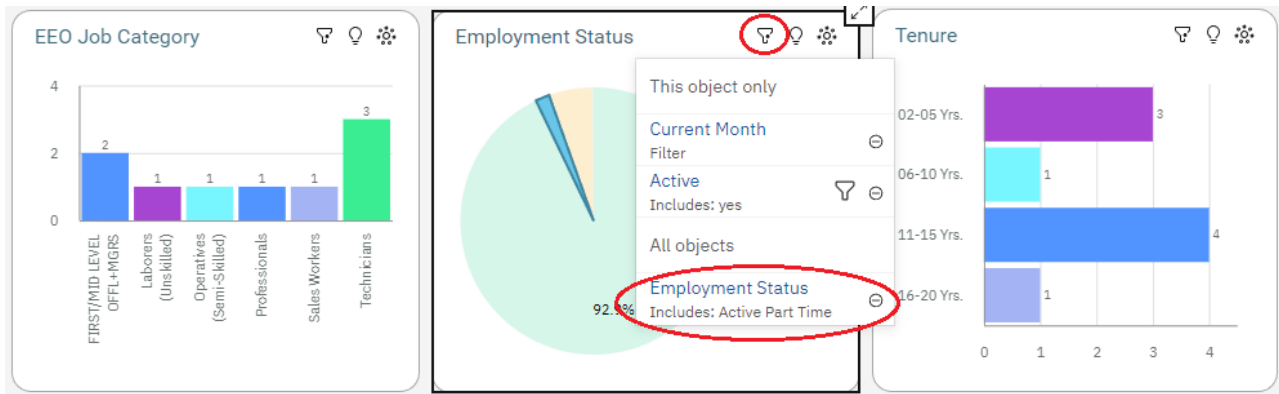 EEO Job Category
4
2
0
2
1
1
1
1
3
FIRST/MID LEVEL
OFFL+MGRS
Laborers
(Unskilled)
Operatives
(Semi-Skilled)
Professionals
Sales Workers
Technicians
Employment Status
This object only
Current Month
Filter
Active
Includes: yes
All objects
Employment Status
Includes: Active Part Time
Tenure
02-05 Yrs.
3
06-10 Yrs.
1
11-15 Yrs.
4
16-20 Yrs.
1
0
1
2
3
4